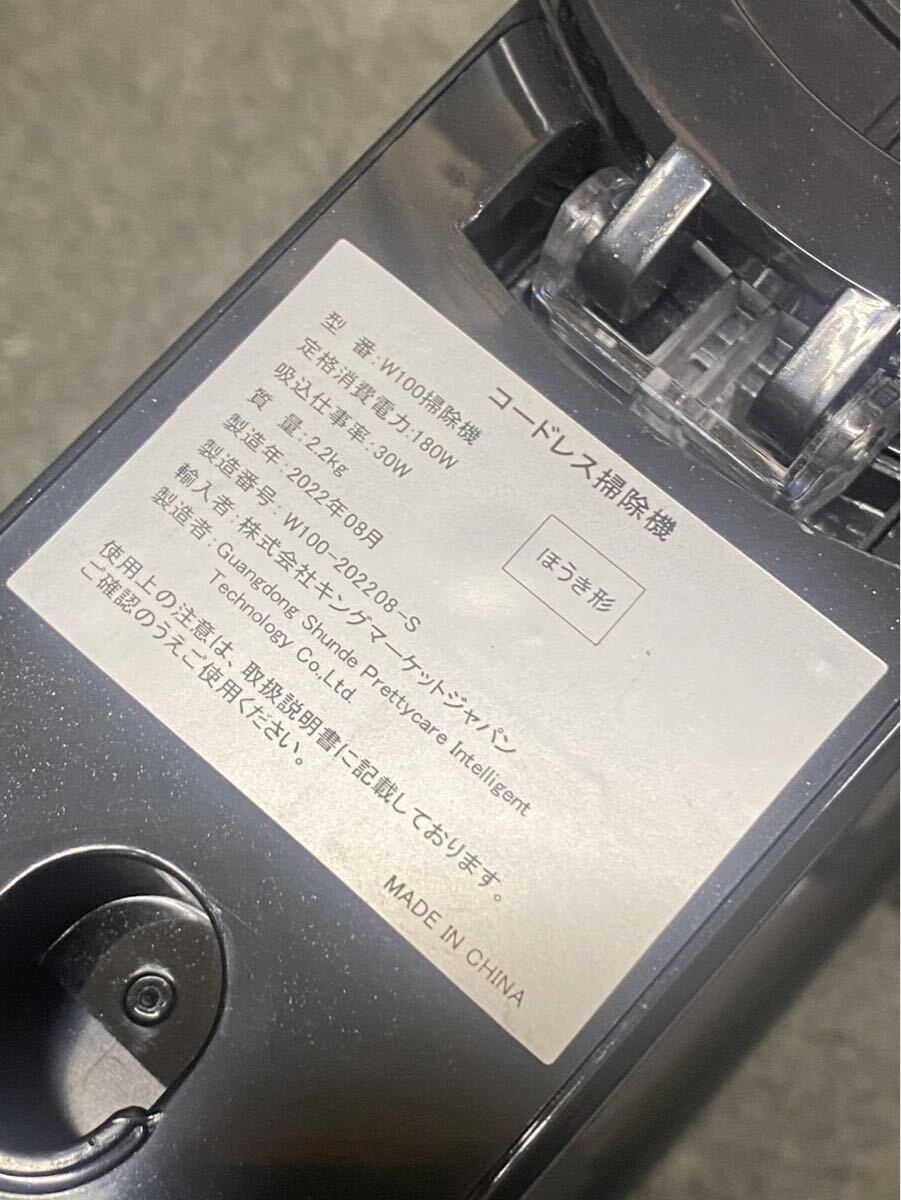 コードレス掃除機
ほうき形
型 番:W100掃除機
定格消費電力:180W
吸込仕事率:30W
質 量:2.2kg
製造年:2022年08月
製造番号:W100-202208-S
輸入者:株式会社キングマーケットジャパン
製造者:Guangdong Shunde Prettycare Intelligent
Technology Co.,Ltd.
使用上の注意は、取扱説明書に記載しております。
ご確認のうえご使用ください。
MADE IN CHINA